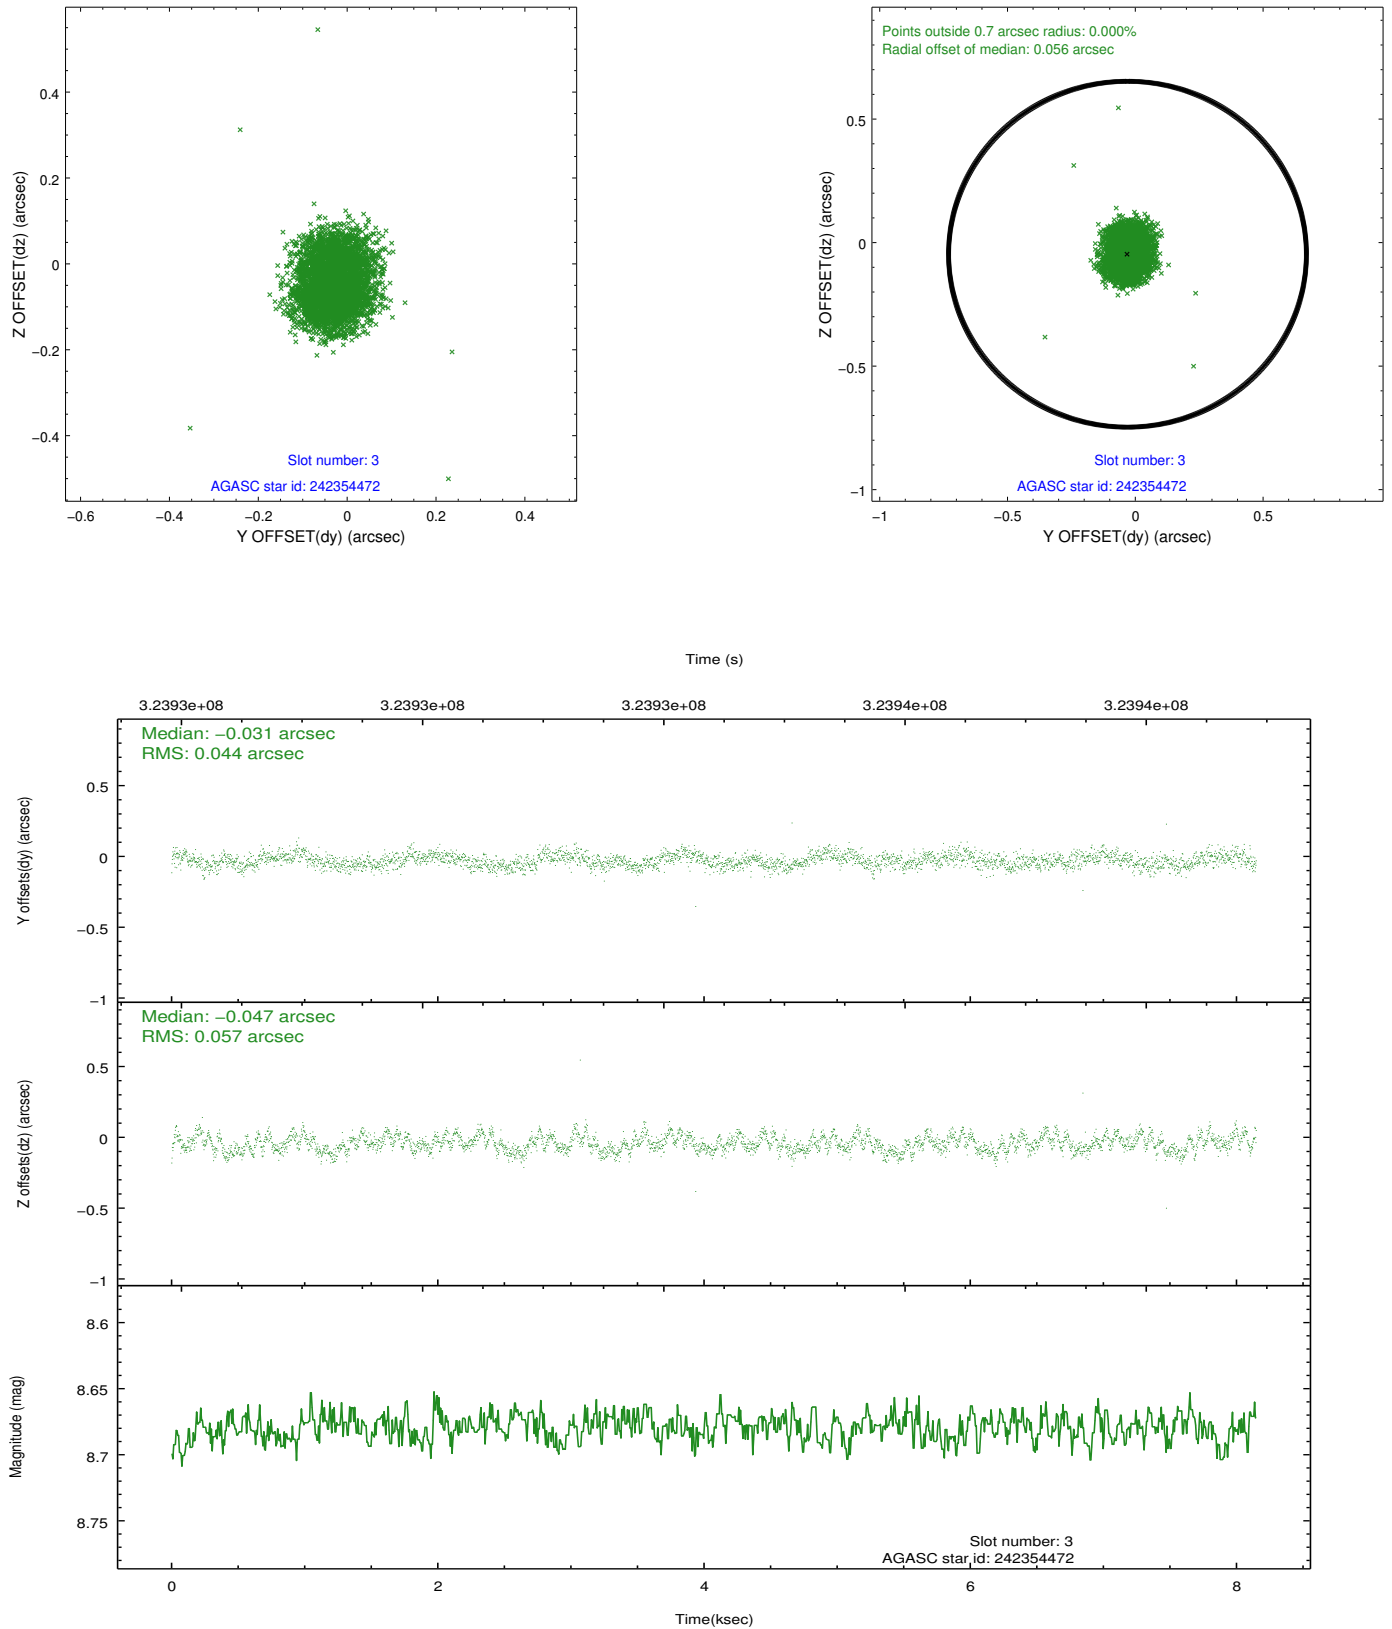 0.4
0.2
0
−0.2
−0.4
Z OFFSET(dz) (arcsec)
Slot number: 3
AGASC star id: 242354472
−0.6 −0.4 −0.2 0 0.2 0.4
Y OFFSET(dy) (arcsec)
Points outside 0.7 arcsec radius: 0.000%
Radial offset of median: 0.056 arcsec
0.5
0
−0.5
−1
Z OFFSET(dz) (arcsec)
Slot number: 3
AGASC star id: 242354472
−1 −0.5 0 0.5
Y OFFSET(dy) (arcsec)
Time (s)
3.2393e+08 3.2393e+08 3.2393e+08 3.2394e+08 3.2394e+08
Median: −0.031 arcsec
RMS: 0.044 arcsec
0.5
0
−0.5
−1
Y offsets(dy) (arcsec)
Median: −0.047 arcsec
RMS: 0.057 arcsec
0.5
0
−0.5
−1
Z offsets(dz) (arcsec)
8.6
8.65
8.7
8.75
Magnitude (mag)
Slot number: 3
AGASC star id: 242354472
0 2 4 6 8
Time(ksec)